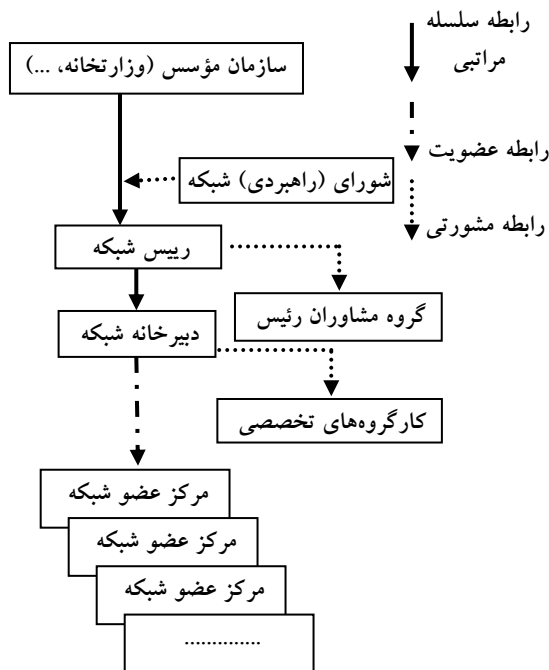 رابطه سلسله
مراتبی
سازمان مؤسس (وزارتخانه، ...)
رابطه عضویت
شورای (راهبردی) شبکه
رابطه مشورتی
رییس شبکه
گروه مشاوران رئیس
دبیرخانه شبکه
کارگروه‌های تخصصی
مرکز عضو شبکه
مرکز عضو شبکه
مرکز عضو شبکه
..............